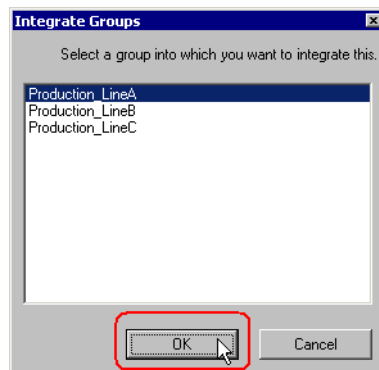 Integrate Groups
Select a group into which you want to integrate this.
Production_LineA
Production_LineB
Production_LineC
OK
Cancel